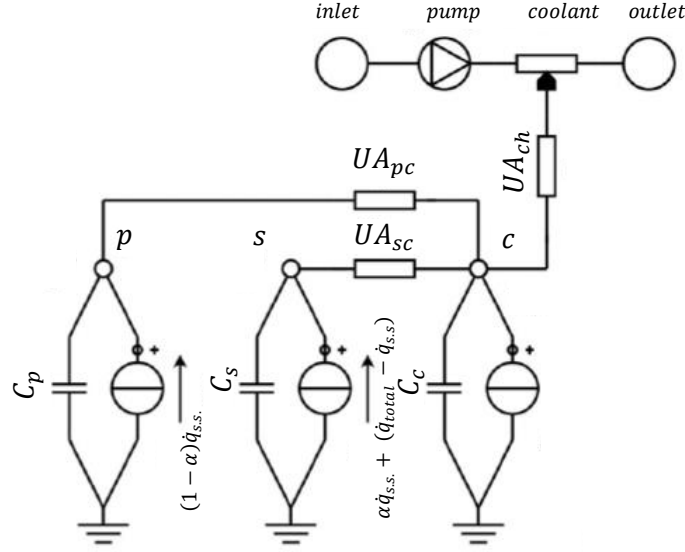 inlet pump coolant outlet
UA_ch
UA_pc
p s UA_sc c
C_p C_s C_c
(1 − α)q̇_s.s.
αq̇_s.s. + (q̇_total − q̇_s.s)
+ + +